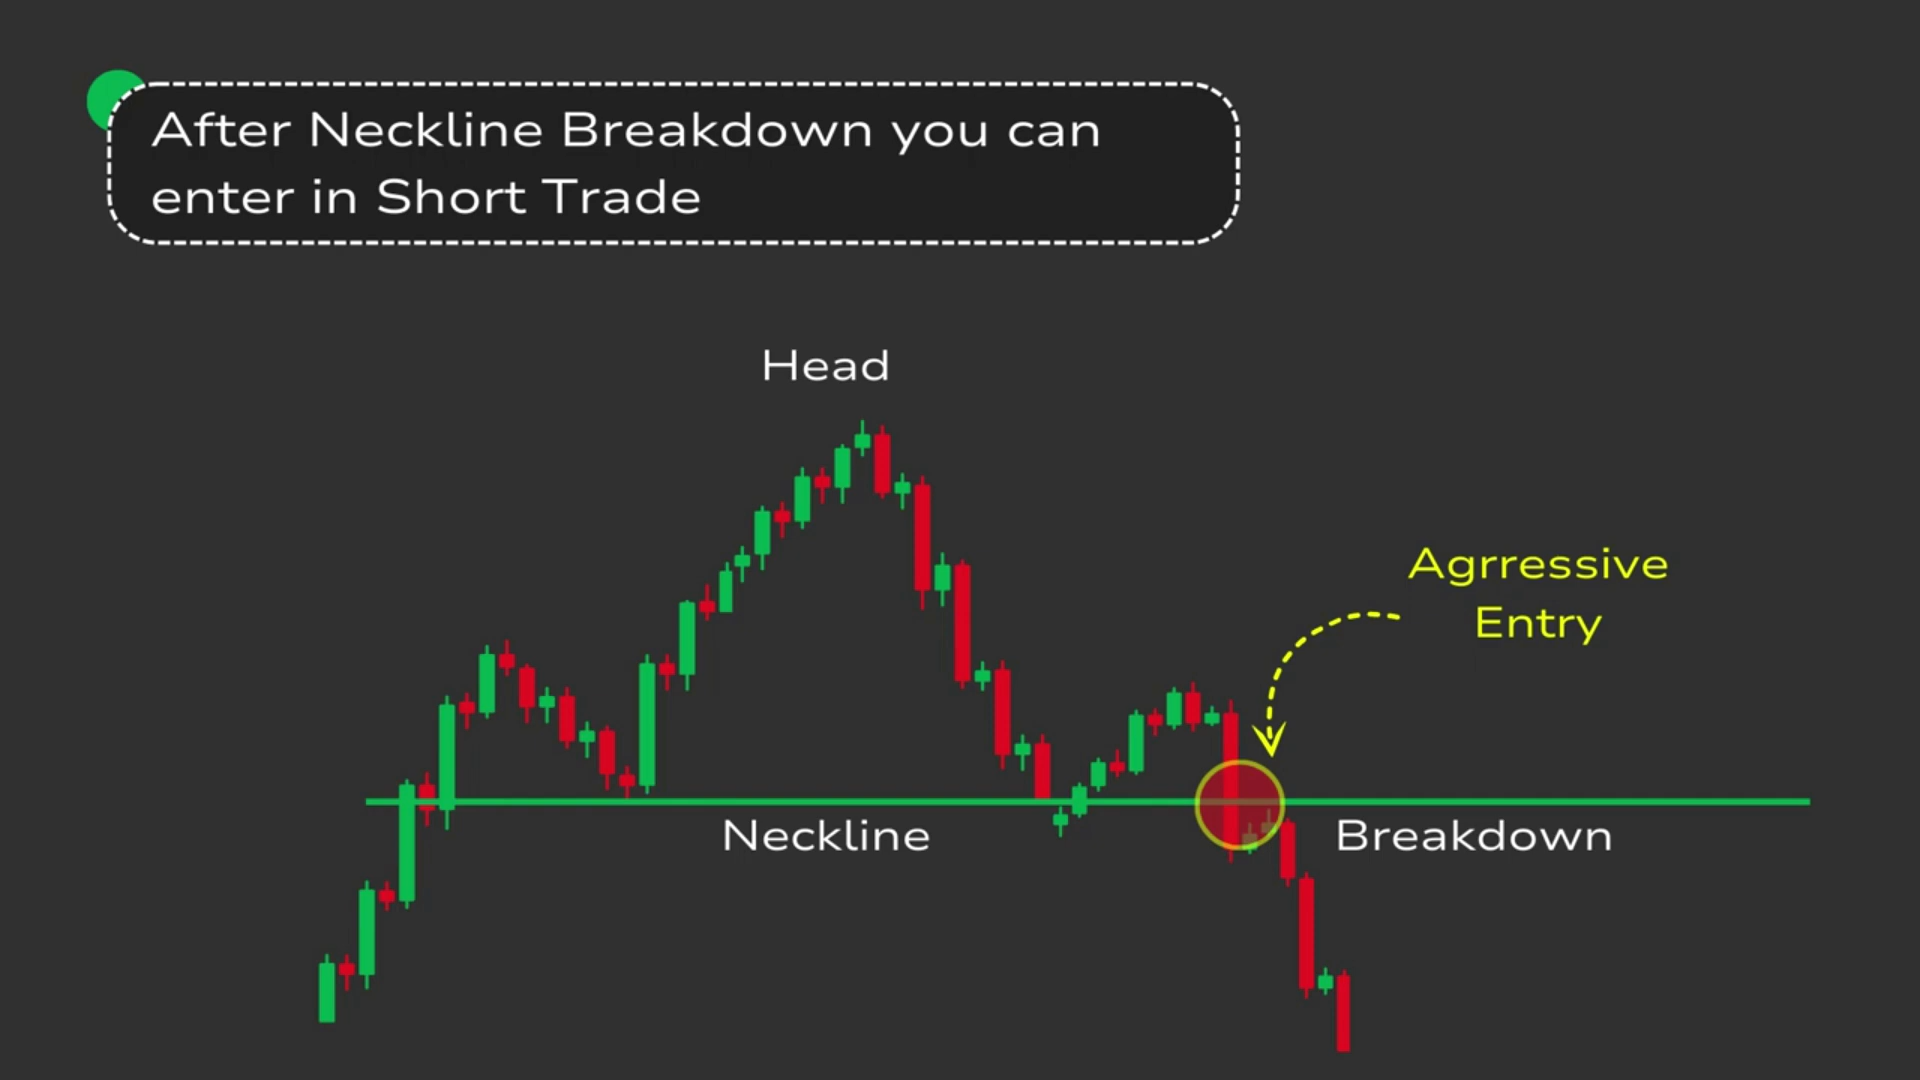 After Neckline Breakdown you can
enter in Short Trade
Head
Agrressive
Entry
Neckline
Breakdown